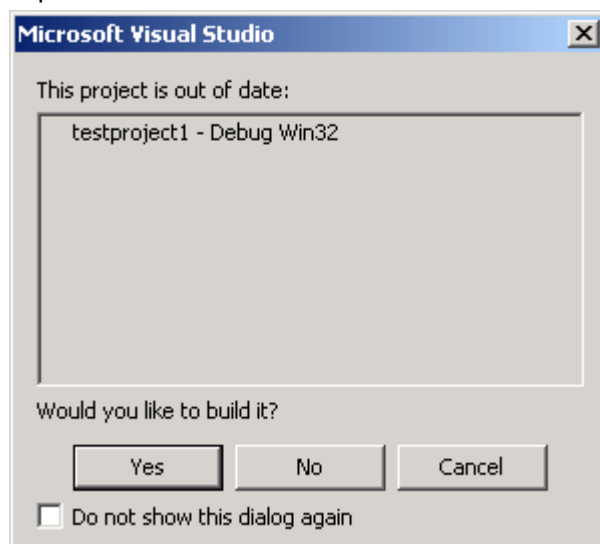 Microsoft Visual Studio
This project is out of date:
testproject1 - Debug Win32
Would you like to build it?
Yes No Cancel
Do not show this dialog again